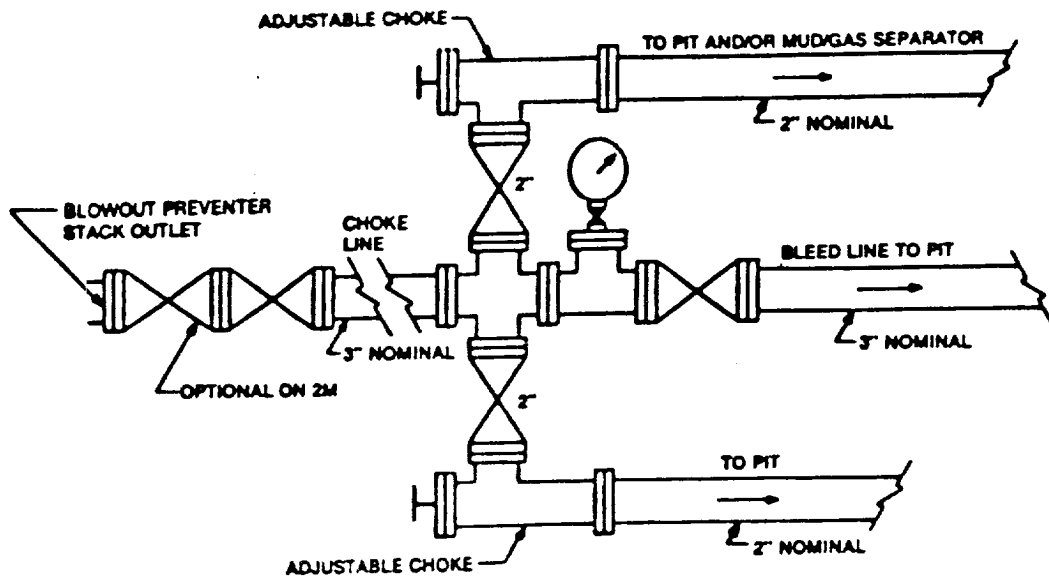 ADJUSTABLE CHOKE
TO PIT AND/OR MUD/GAS SEPARATOR
2" NOMINAL
2"
BLOWOUT PREVENTER
STACK OUTLET
CHOKE
LINE
BLEED LINE TO PIT
3" NOMINAL
3" NOMINAL
OPTIONAL ON 2M
2"
TO PIT
2" NOMINAL
ADJUSTABLE CHOKE